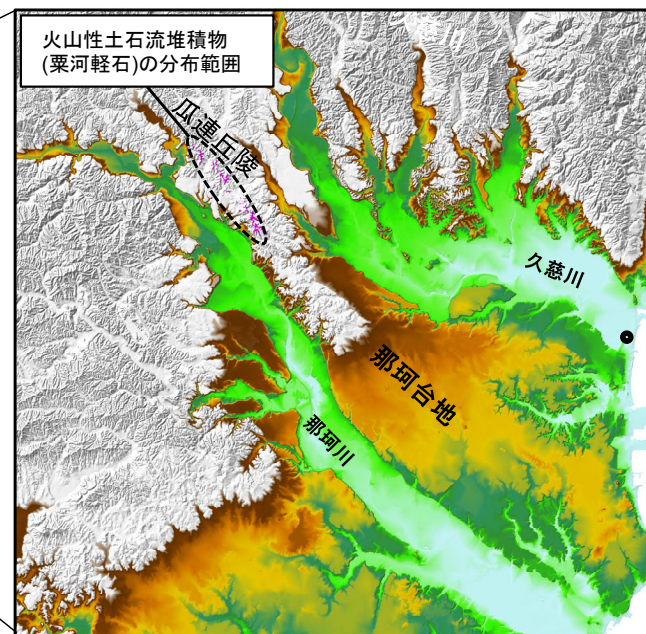 火山性土石流堆積物
(粟河軽石)の分布範囲
瓜連丘陵
久慈川
那珂台地
那珂川